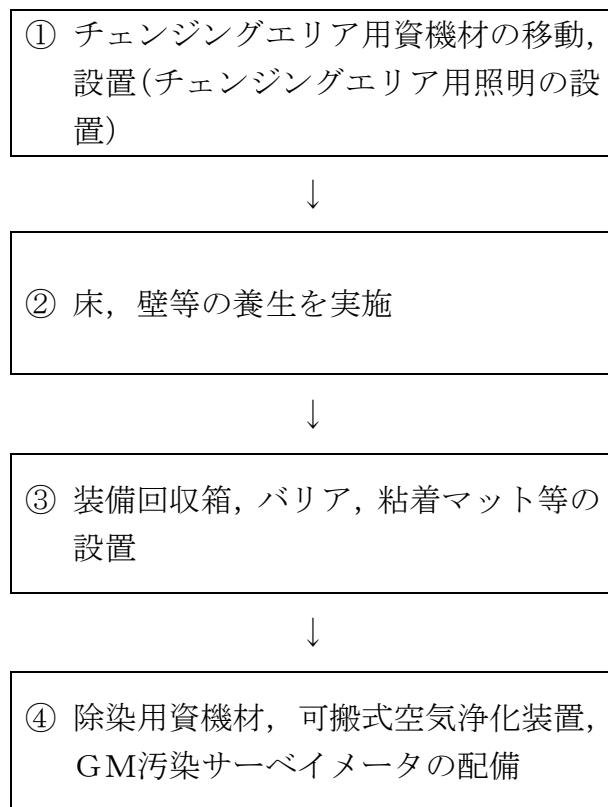 ① チェンジングエリア用資機材の移動，
設置(チェンジングエリア用照明の設
置)
↓
② 床，壁等の養生を実施
↓
③ 装備回収箱，バリア，粘着マット等の
設置
↓
④ 除染用資機材，可搬式空気浄化装置，
ＧＭ汚染サーベイメータの配備